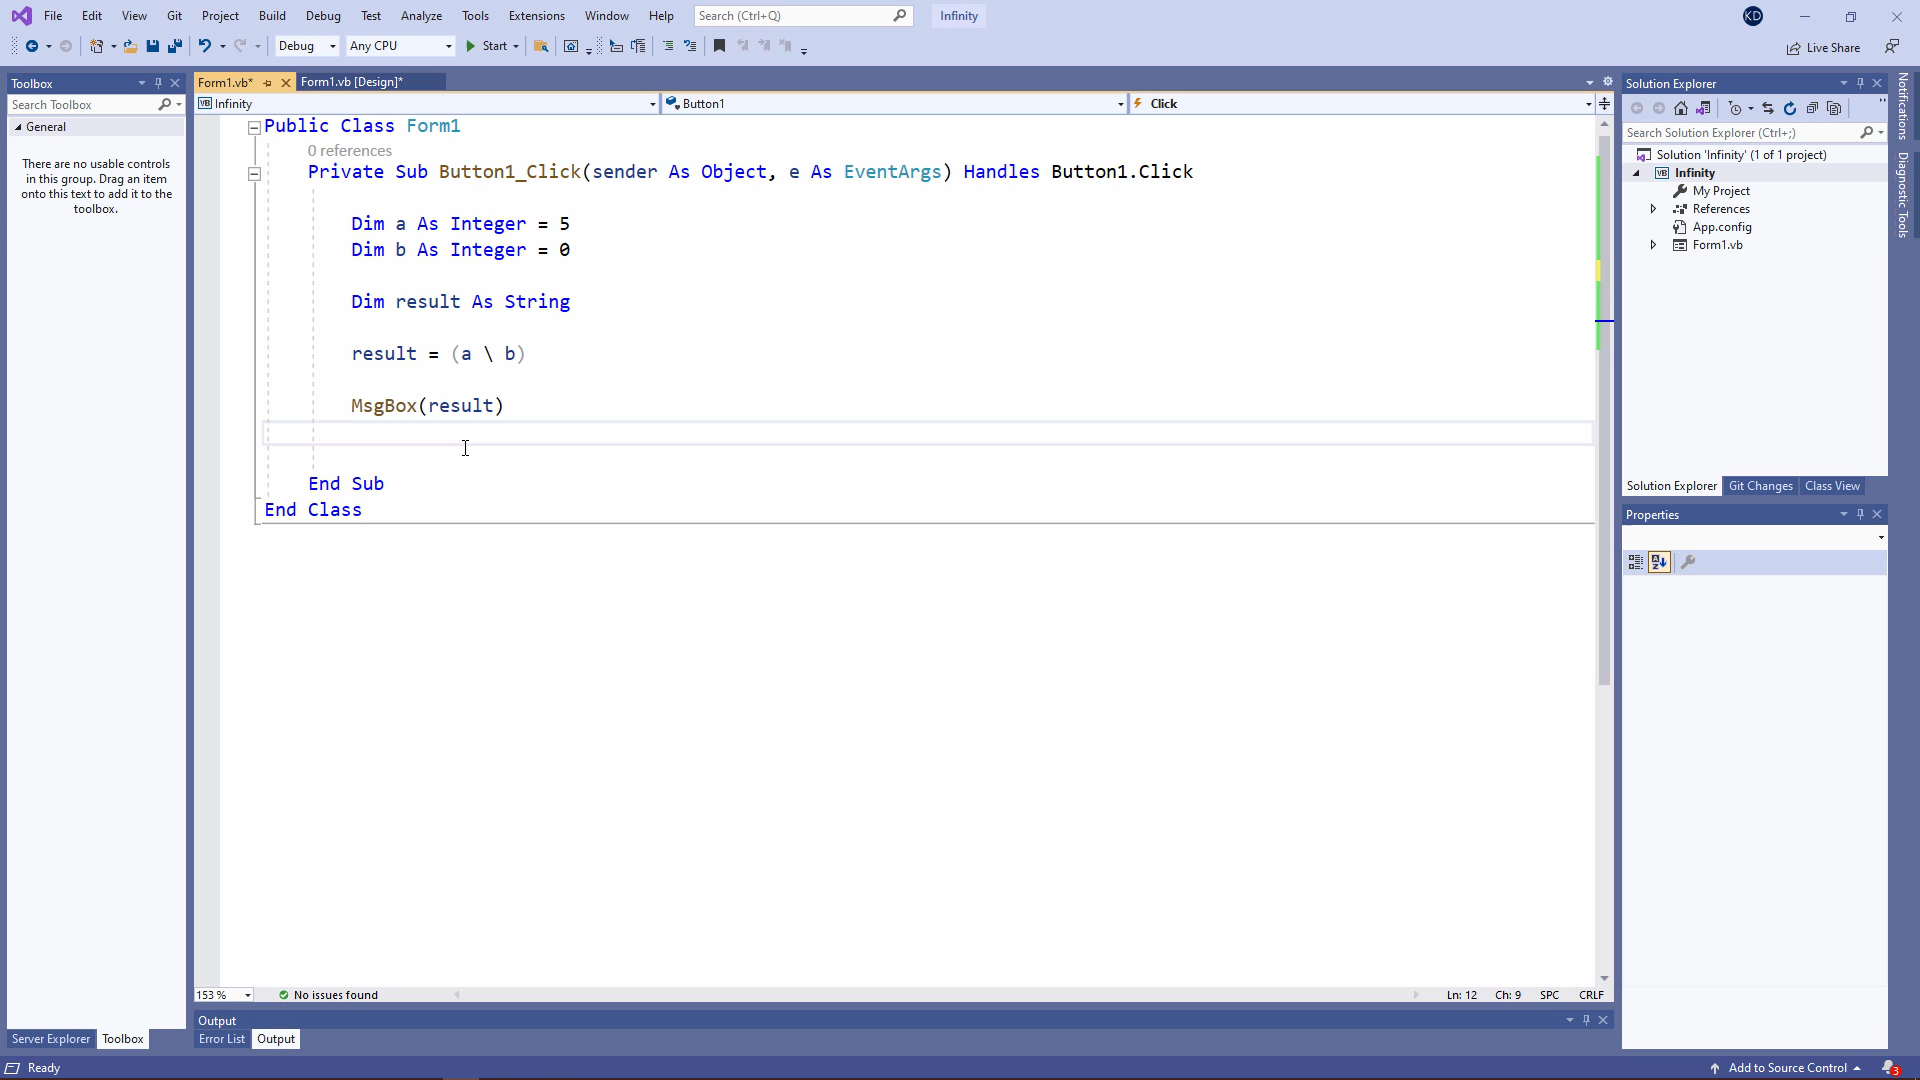 File Edit View Git Project Build Debug Test Analyze Tools Extensions Window Help Search (Ctrl+Q) Infinity KD
Debug Any CPU Start Live Share
Toolbox
Search Toolbox
General
There are no usable controls
in this group. Drag an item
onto this text to add it to the
toolbox.
Server Explorer Toolbox
Form1.vb* Form1.vb [Design]*
VB Infinity Button1 Click
Public Class Form1
0 references
Private Sub Button1_Click(sender As Object, e As EventArgs) Handles Button1.Click
Dim a As Integer = 5
Dim b As Integer = 0
Dim result As String
result = (a \ b)
MsgBox(result)
End Sub
End Class
153 % No issues found Ln: 12 Ch: 9 SPC CRLF
Output
Error List Output
Solution Explorer
Search Solution Explorer (Ctrl+;)
Solution 'Infinity' (1 of 1 project)
VB Infinity
My Project
References
App.config
Form1.vb
Solution Explorer Git Changes Class View
Properties
Notifications
Diagnostic Tools
Ready Add to Source Control 3